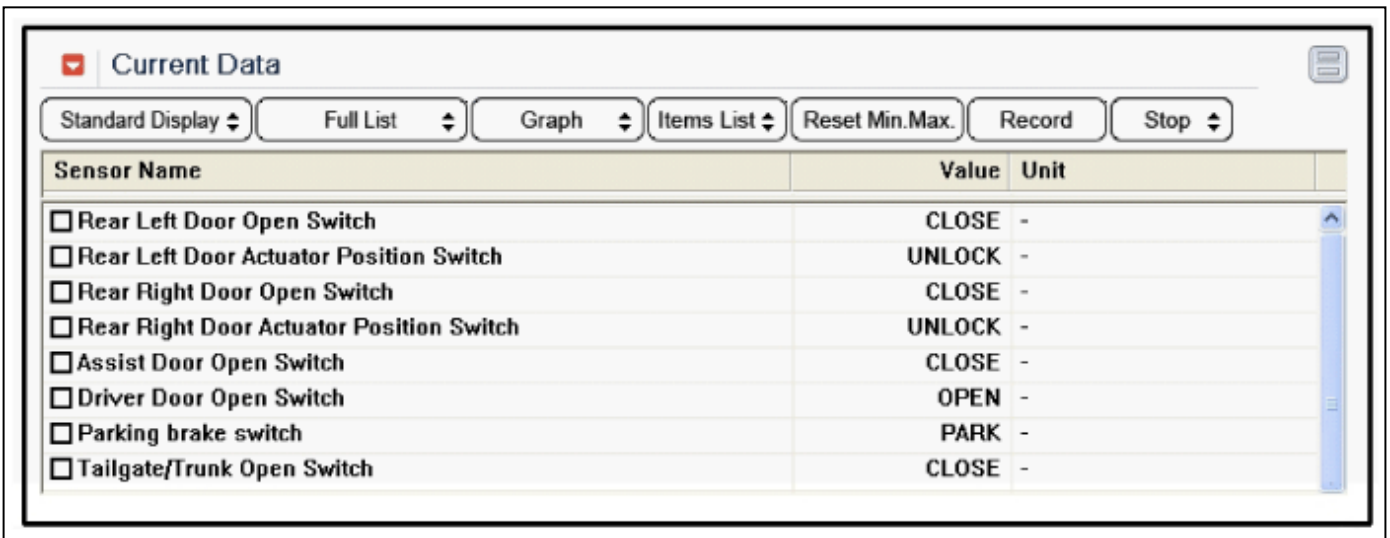 Current Data
Standard Display Full List Graph Items List Reset Min.Max. Record Stop
Sensor Name Value Unit
Rear Left Door Open Switch CLOSE -
Rear Left Door Actuator Position Switch UNLOCK -
Rear Right Door Open Switch CLOSE -
Rear Right Door Actuator Position Switch UNLOCK -
Assist Door Open Switch CLOSE -
Driver Door Open Switch OPEN -
Parking brake switch PARK -
Tailgate/Trunk Open Switch CLOSE -